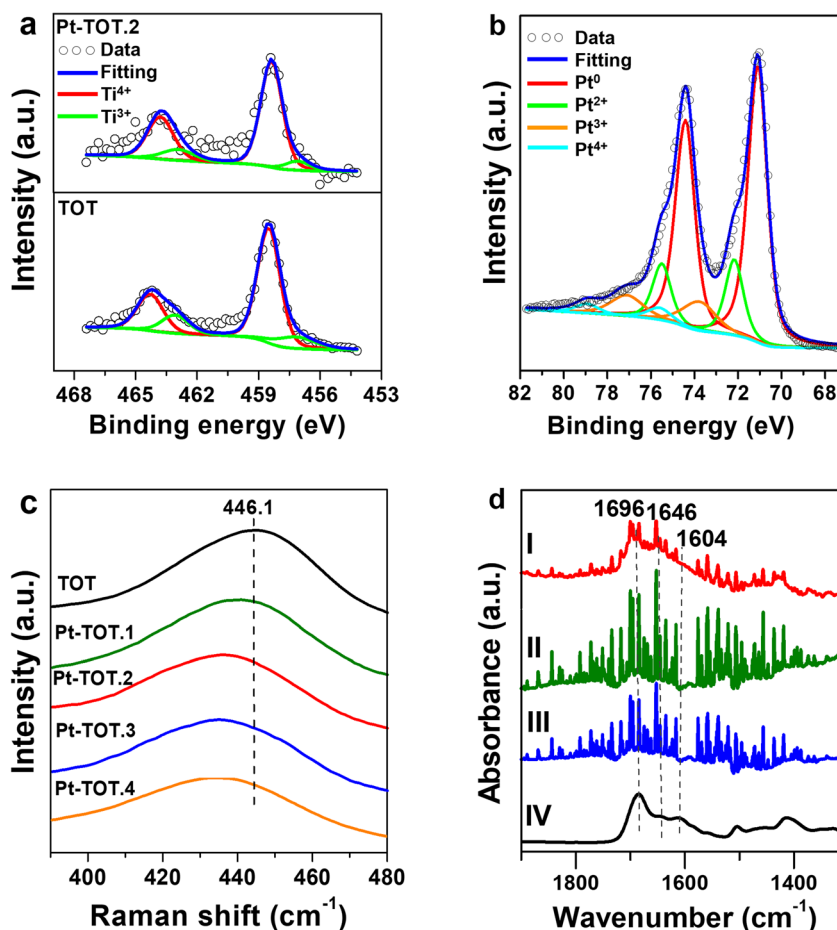 a
Pt-TOT.2
Data
Fitting
Ti4+
Ti3+
TOT
Intensity (a.u.)
468 465 462 459 456 453
Binding energy (eV)
b
Data
Fitting
Pt0
Pt2+
Pt3+
Pt4+
Intensity (a.u.)
82 80 78 76 74 72 70 68
Binding energy (eV)
c
446.1
TOT
Pt-TOT.1
Pt-TOT.2
Pt-TOT.3
Pt-TOT.4
Intensity (a.u.)
400 420 440 460 480
Raman shift (cm-1)
d
1696 1646
1604
I
II
III
IV
Absorbance (a.u.)
1800 1600 1400
Wavenumber (cm-1)